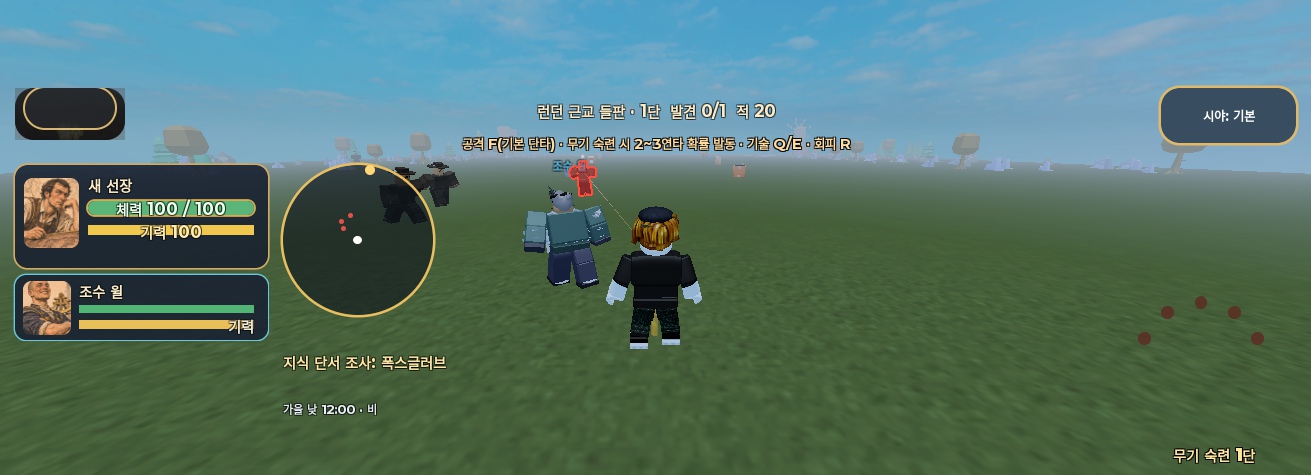 런던 근교 들판 · 1단 발견 0/1 적 20
시야: 기본
공격 F(기본 단타) · 무기 숙련 시 2~3연타 확률 발동 · 기술 Q/E · 회피 R
조수
새 선장
체력 100 / 100
기력 100
조수 윌
기력
지식 단서 조사: 폭스글러브
가을 낮 12:00 · 비
무기 숙련 1단